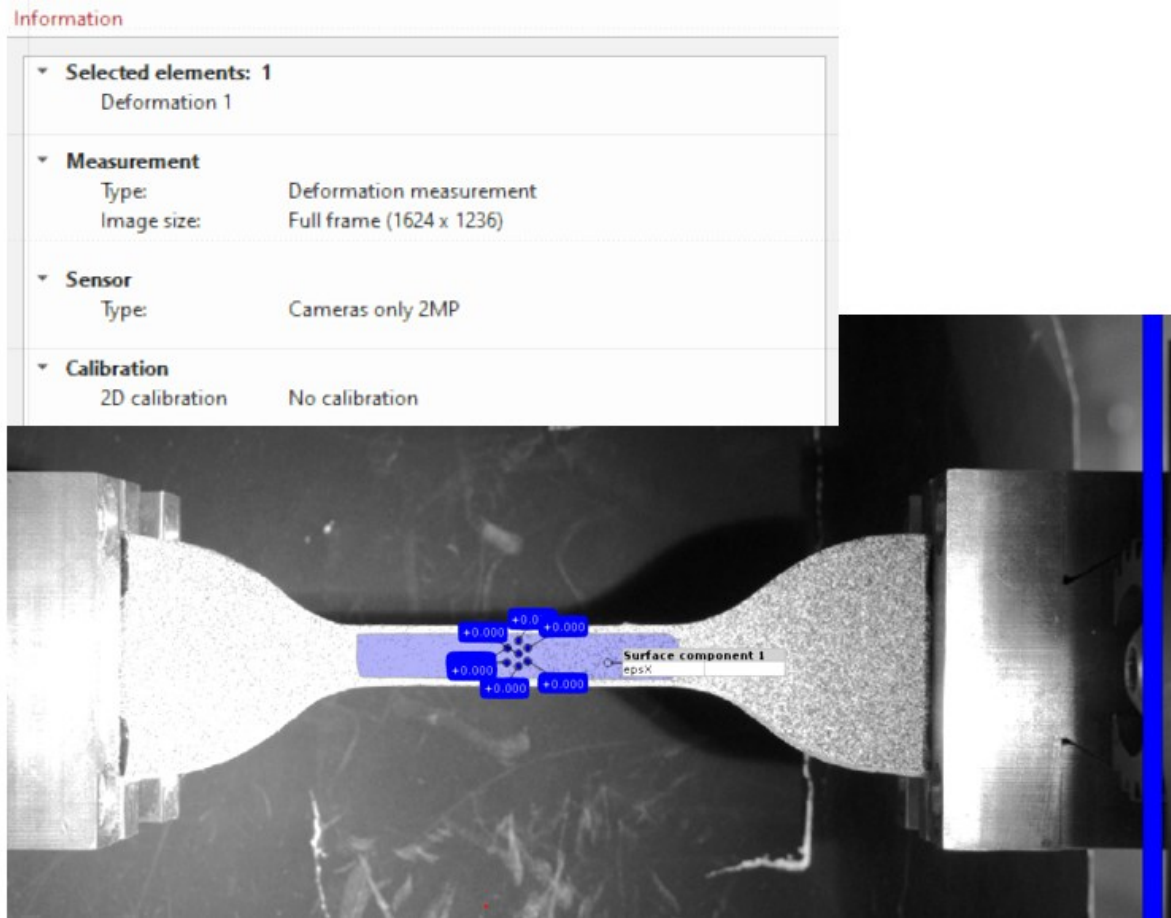 Information
Selected elements: 1
Deformation 1
Measurement
Type: Deformation measurement
Image size: Full frame (1624 x 1236)
Sensor
Type: Cameras only 2MP
Calibration
2D calibration No calibration
+0.0
+0.000
+0.000
+0.000
+0.000
+0.000
Surface component 1
epsX